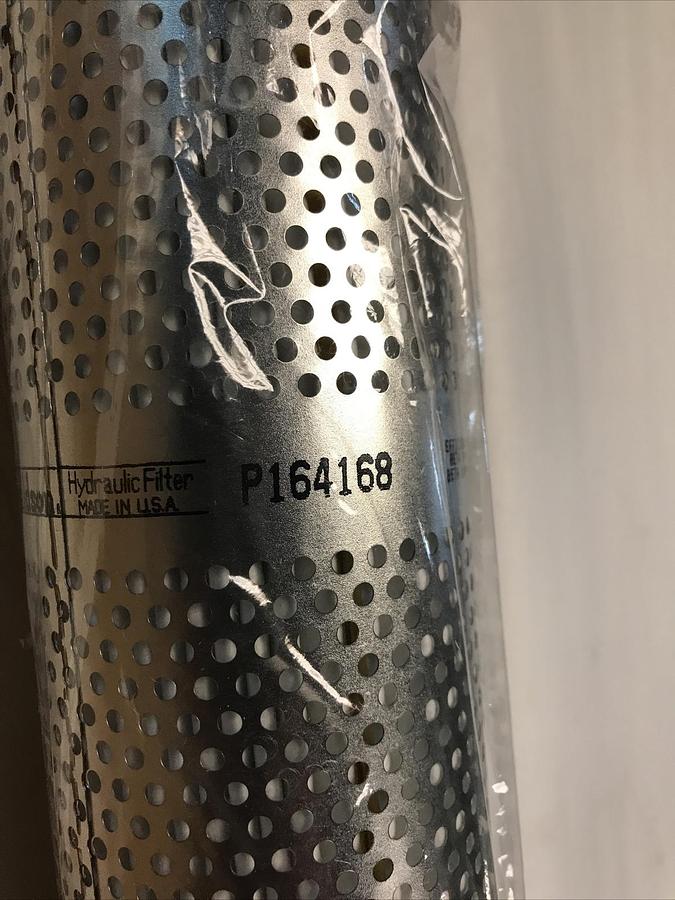 Hydraulic Filter
MADE IN U.S.A.
P164168